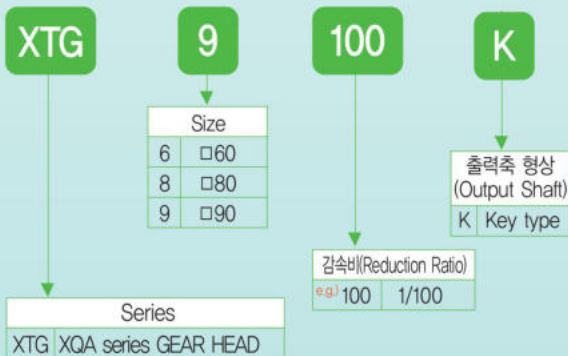 XTG 9 100 K
Size
6 □60
8 □80
9 □90
출력축 형상
(Output Shaft)
K Key type
감속비(Reduction Ratio)
e.g.) 100 1/100
Series
XTG XQA series GEAR HEAD